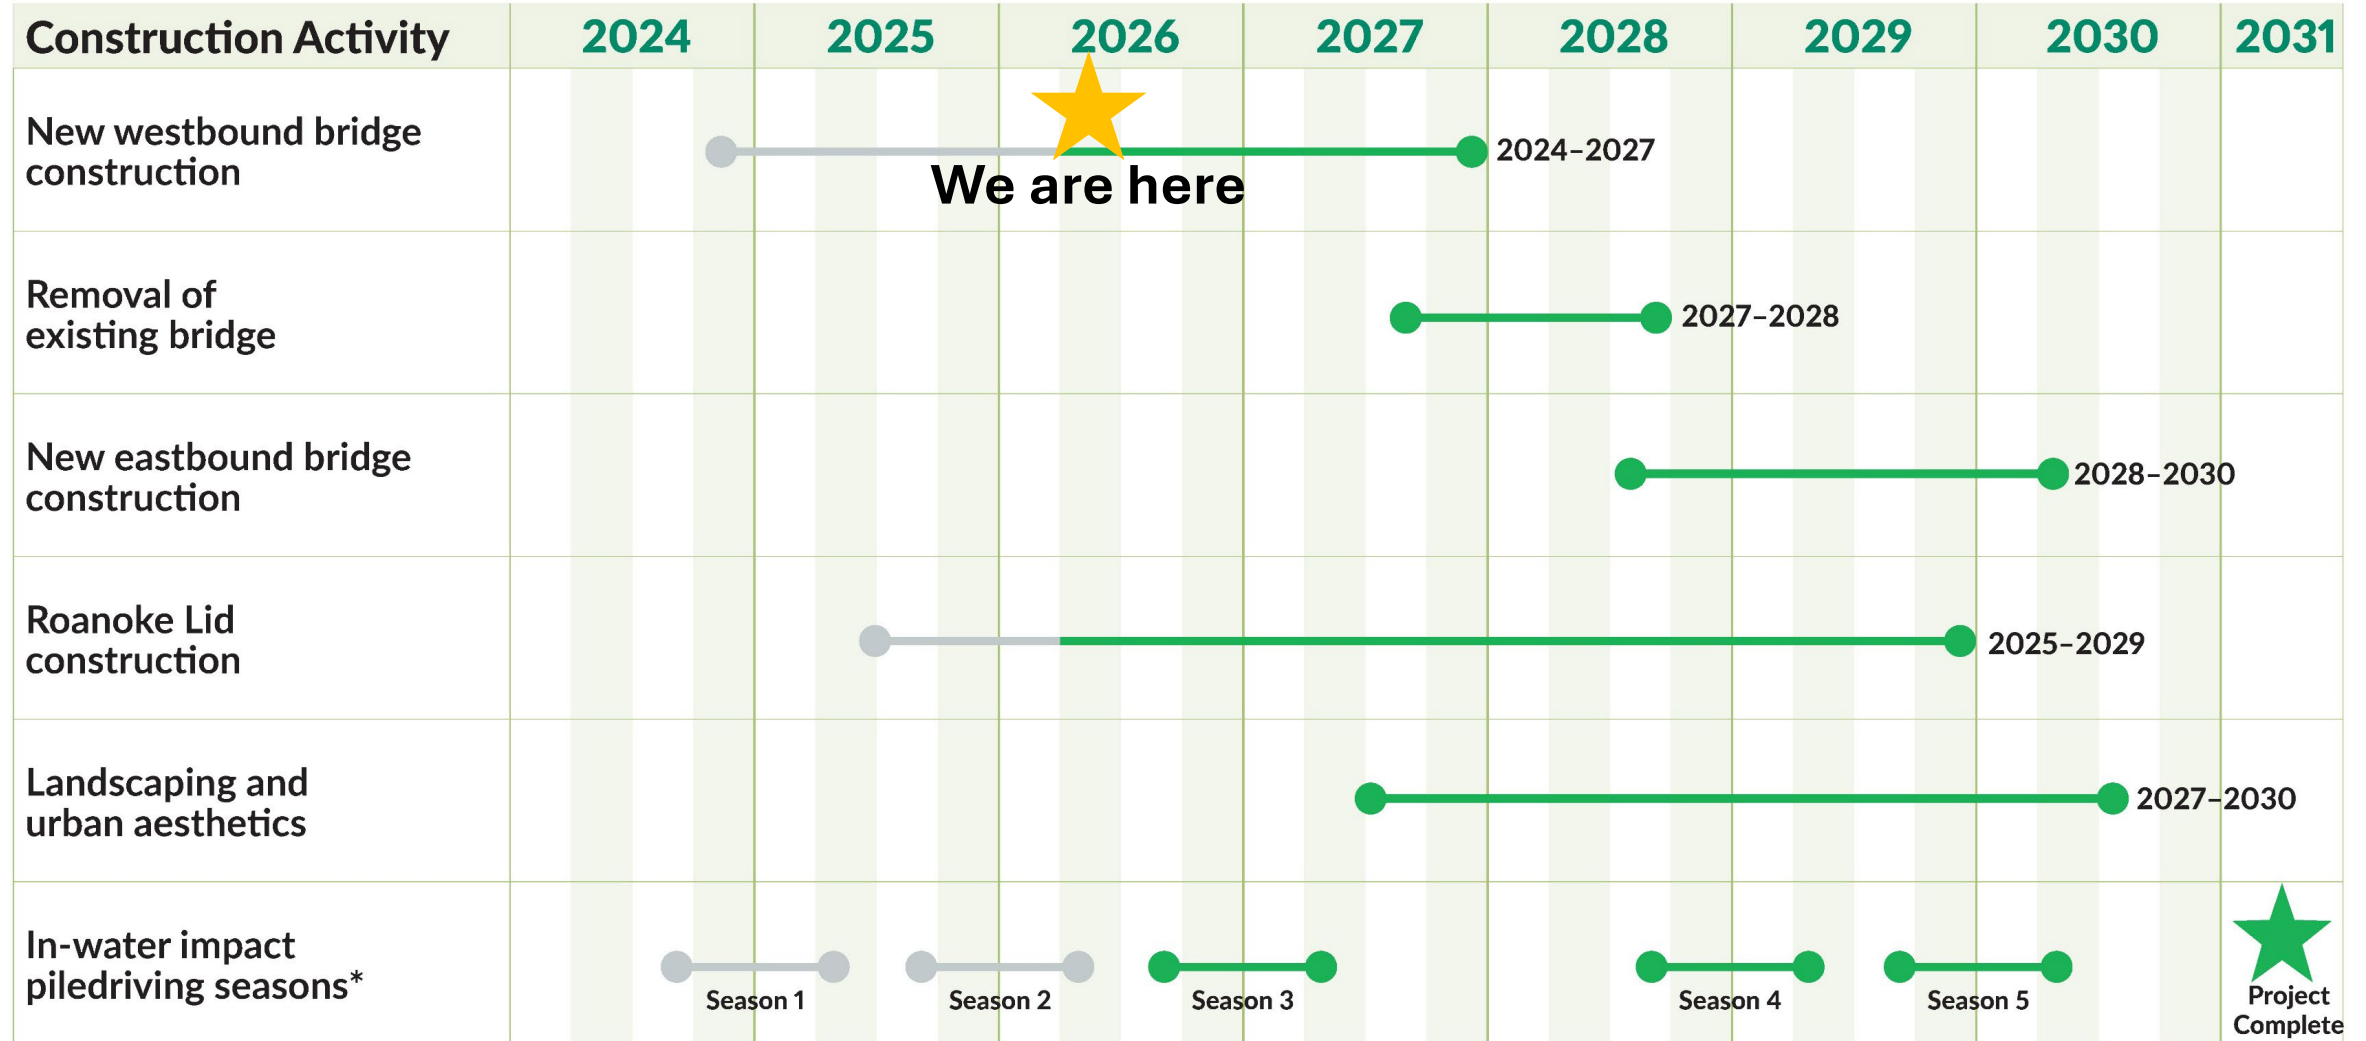 Construction Activity 2024 2025 2026 2027 2028 2029 2030 2031
New westbound bridge
construction
2024–2027
We are here
Removal of
existing bridge
2027–2028
New eastbound bridge
construction
2028–2030
Roanoke Lid
construction
2025–2029
Landscaping and
urban aesthetics
2027–2030
In-water impact
piledriving seasons*
Season 1
Season 2
Season 3
Season 4
Season 5
Project
Complete